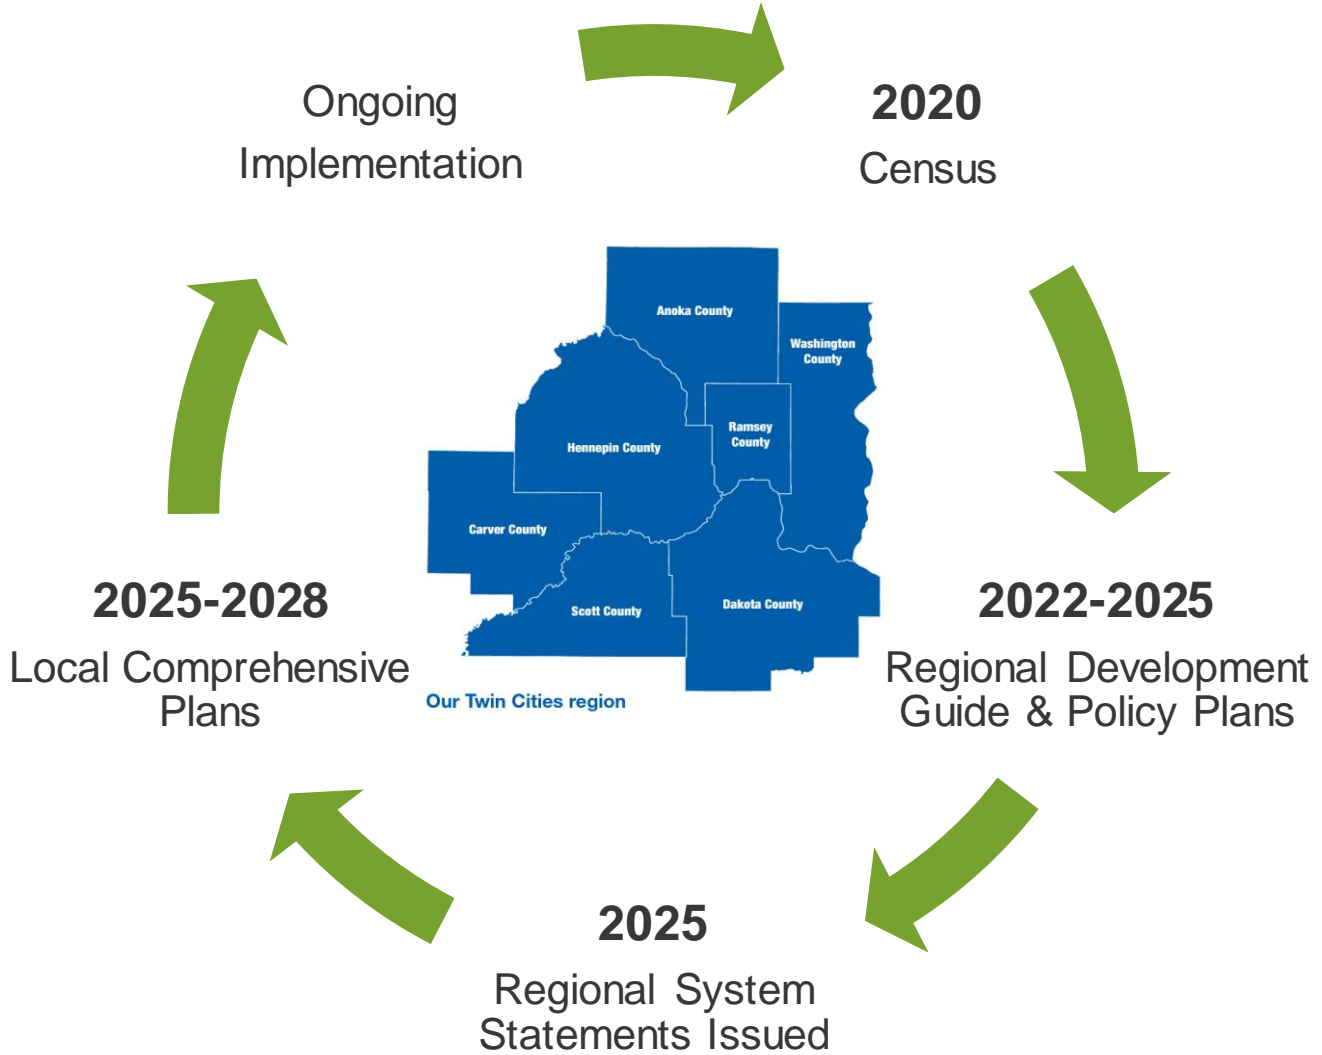 Ongoing
Implementation
2020
Census
Anoka County
Washington
County
Ramsey
County
Hennepin County
Carver County
Scott County
Dakota County
Our Twin Cities region
2022-2025
Regional Development
Guide & Policy Plans
2025
Regional System
Statements Issued
2025-2028
Local Comprehensive
Plans